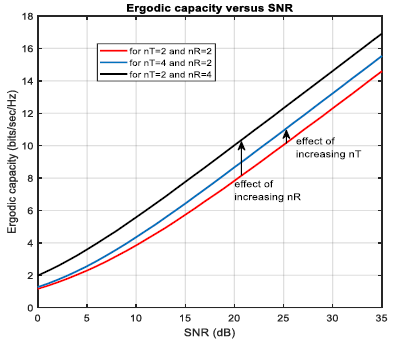 Ergodic capacity versus SNR
18
16
14
12
10
8
6
4
2
0
Ergodic capacity (bits/sec/Hz)
for nT=2 and nR=2
for nT=4 and nR=2
for nT=2 and nR=4
effect of
increasing nT
effect of
increasing nR
0 5 10 15 20 25 30 35
SNR (dB)